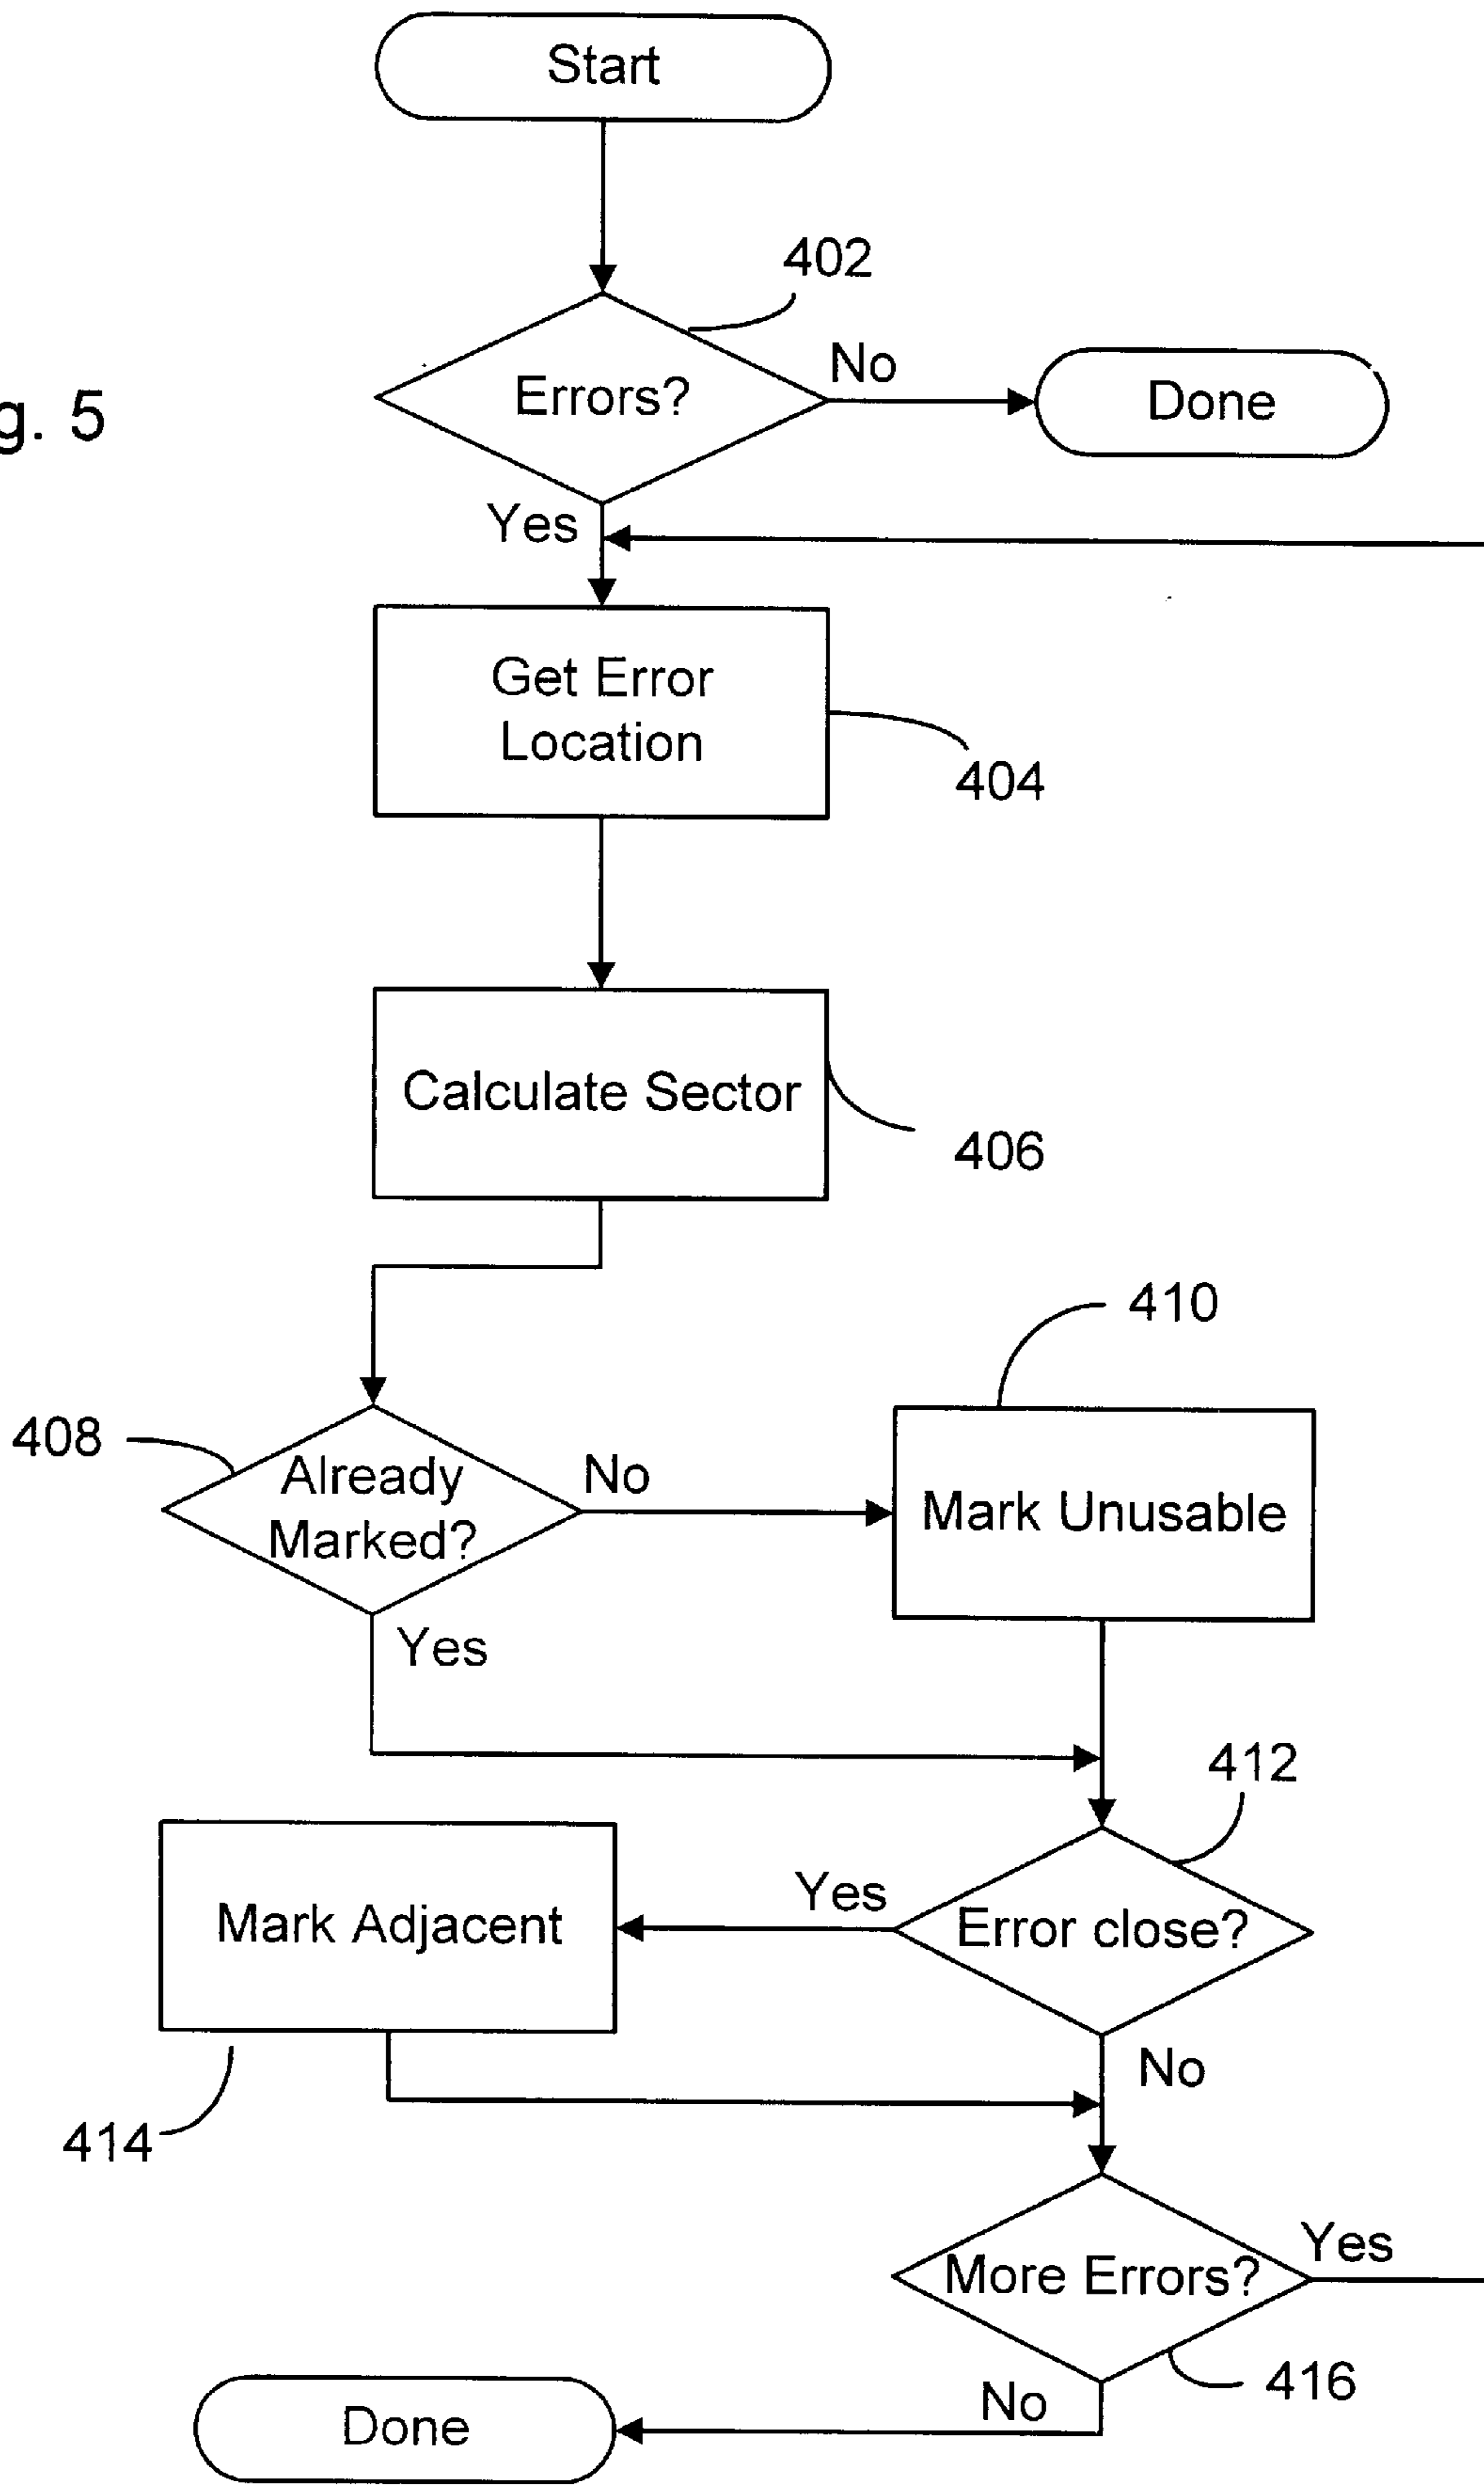 Start
402
Errors?
No
Done
g. 5
Yes
Get Error
Location
404
Calculate Sector
406
410
408
Already
Marked?
No
Mark Unusable
Yes
412
Mark Adjacent
Yes
Error close?
No
414
More Errors?
Yes
416
No
Done